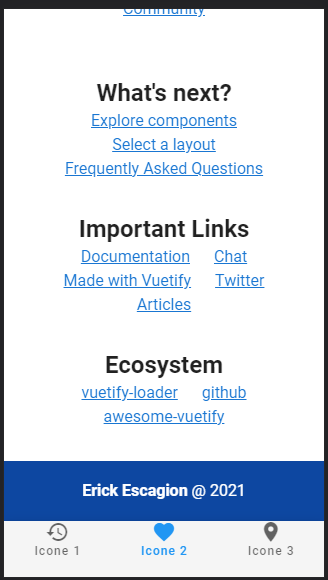 Community
What's next?
Explore components
Select a layout
Frequently Asked Questions
Important Links
Documentation Chat
Made with Vuetify Twitter
Articles
Ecosystem
vuetify-loader github
awesome-vuetify
Erick Escagion @ 2021
Icone 1 Icone 2 Icone 3